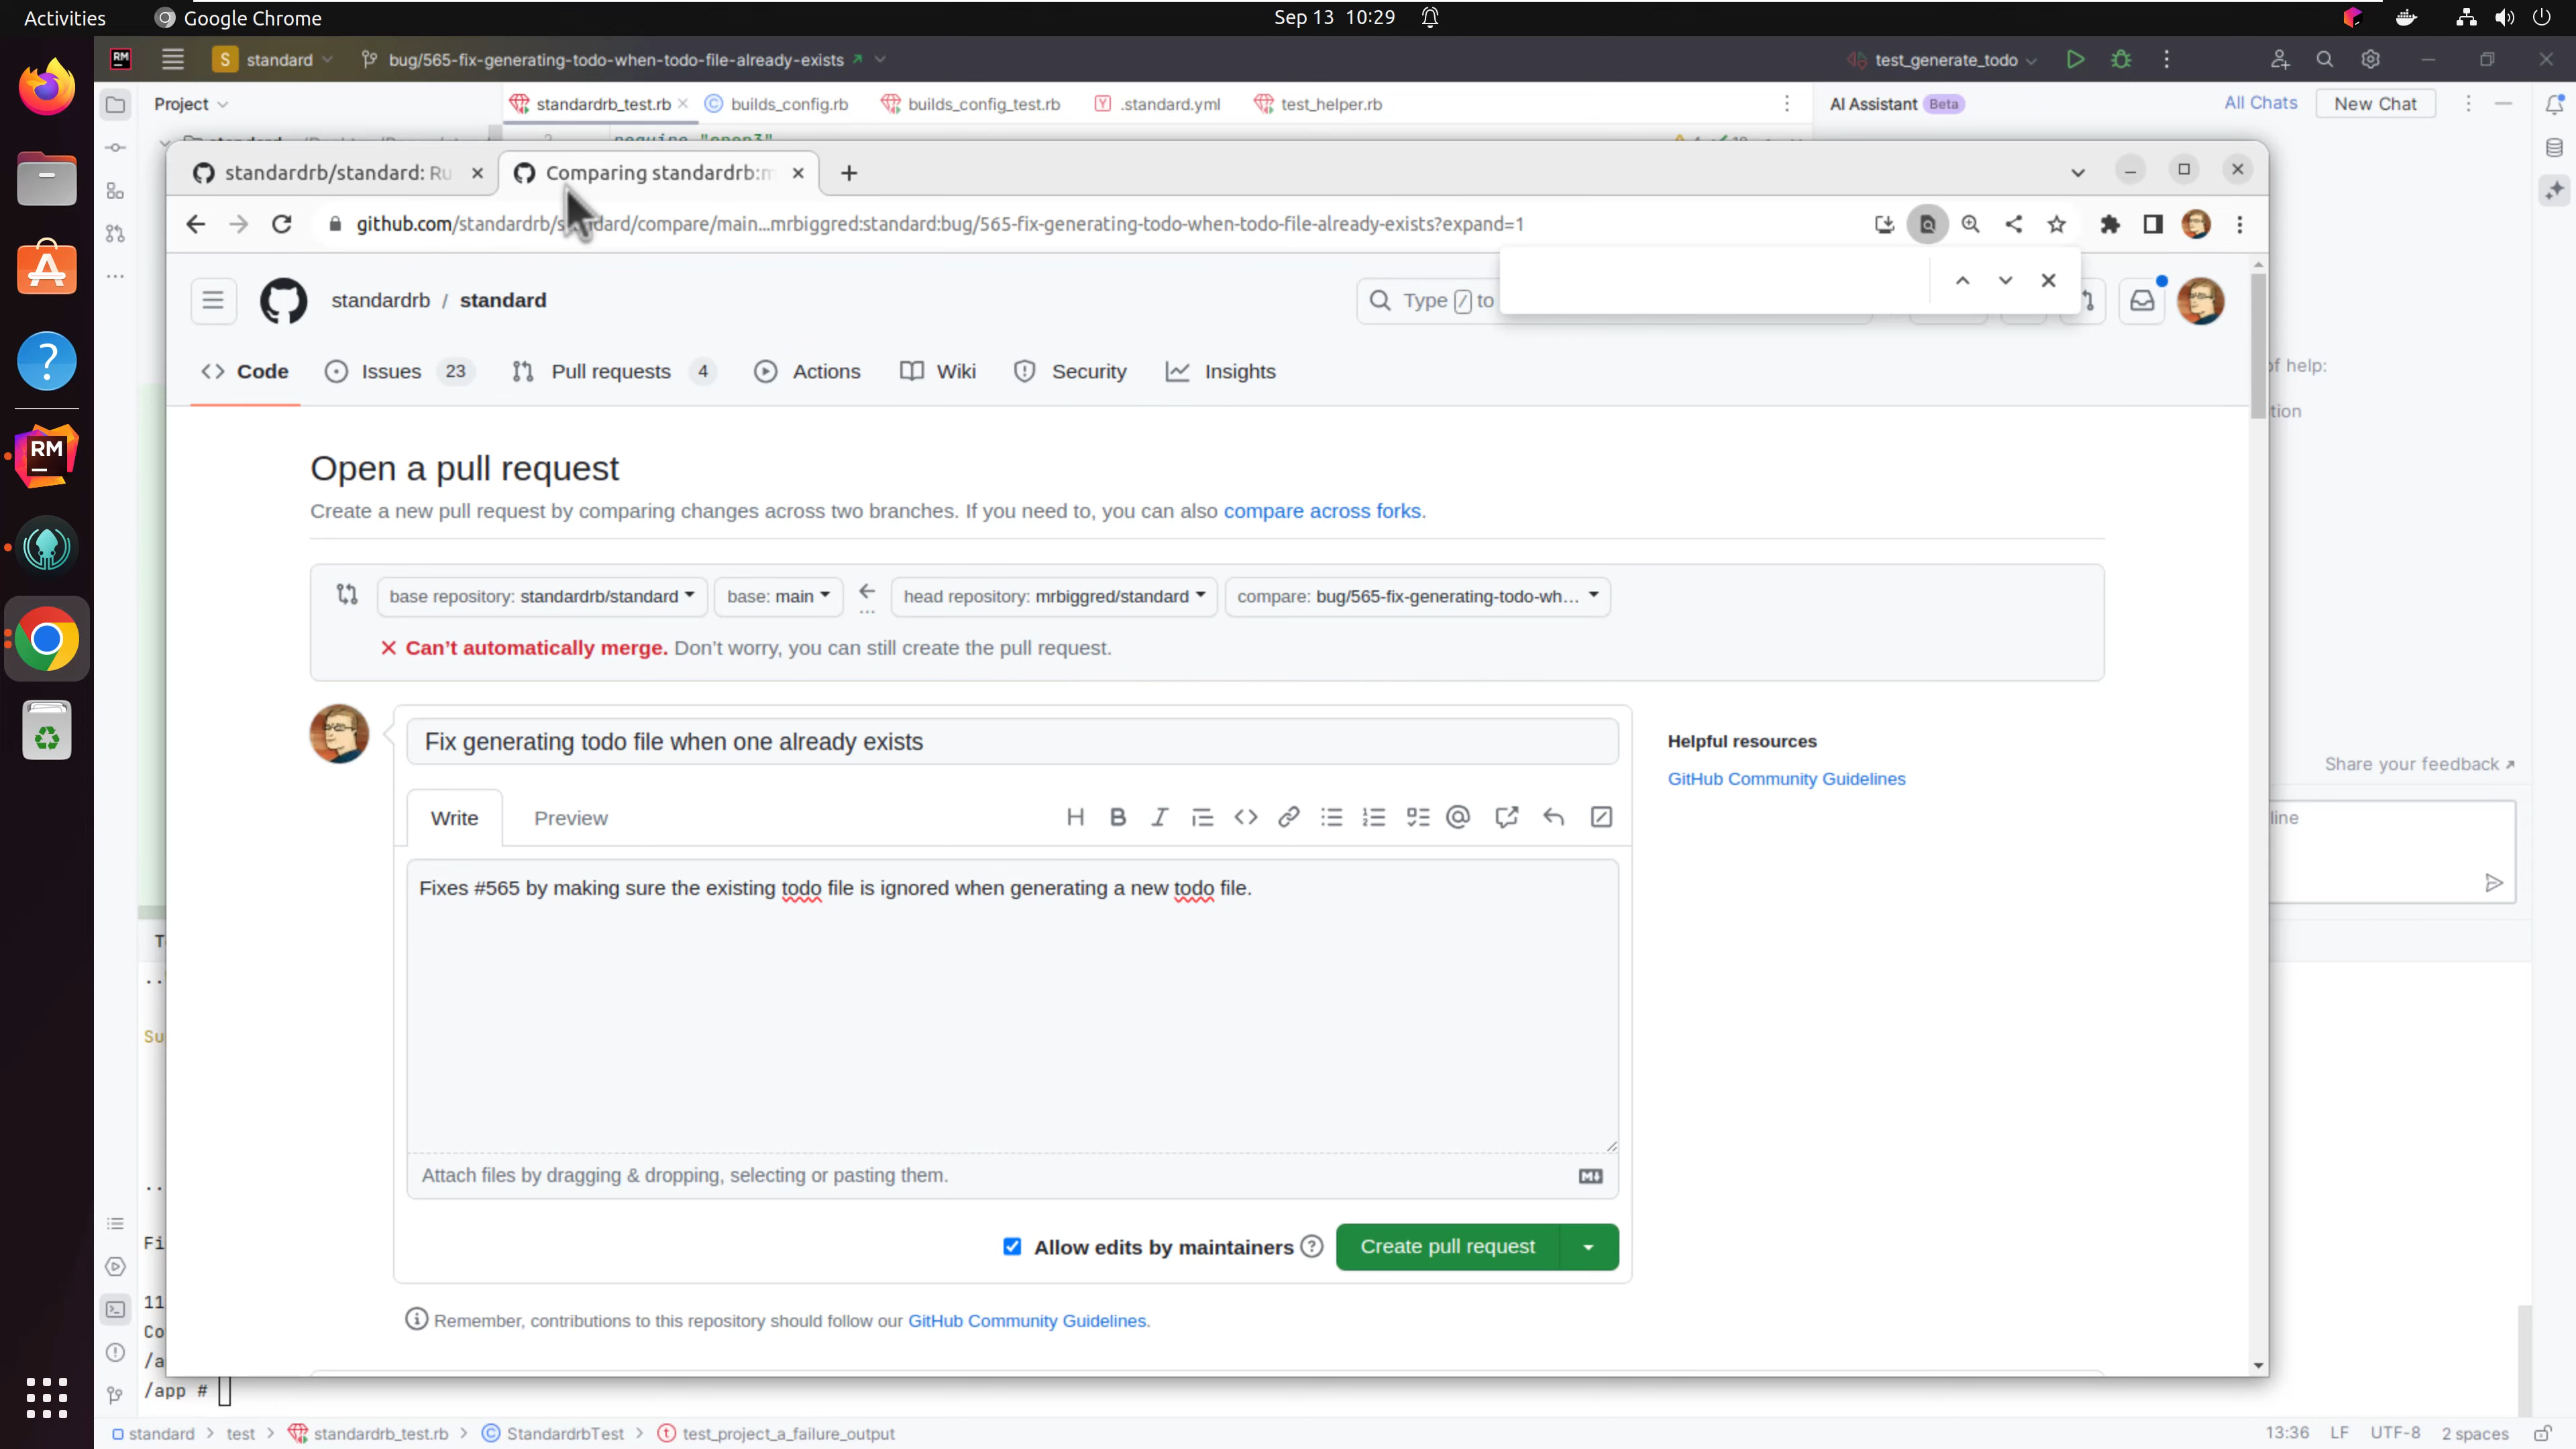 Activities Google Chrome Sep 13 10:29
RM S standard bug/565-fix-generating-todo-when-todo-file-already-exists test_generate_todo
Project standardrb_test.rb builds_config.rb builds_config_test.rb .standard.yml test_helper.rb AI Assistant Beta All Chats New Chat
standardrb/standard: Ru Comparing standardrb:m
github.com/standardrb/standard/compare/main...mrbiggred:standard:bug/565-fix-generating-todo-when-todo-file-already-exists?expand=1
standardrb / standard Type / to
Code Issues 23 Pull requests 4 Actions Wiki Security Insights
of help:
tion
Open a pull request
Create a new pull request by comparing changes across two branches. If you need to, you can also compare across forks.
base repository: standardrb/standard base: main head repository: mrbiggred/standard compare: bug/565-fix-generating-todo-wh...
Can’t automatically merge. Don’t worry, you can still create the pull request.
Fix generating todo file when one already exists
Helpful resources
GitHub Community Guidelines
Share your feedback
Write Preview
line
Fixes #565 by making sure the existing todo file is ignored when generating a new todo file.
Attach files by dragging & dropping, selecting or pasting them.
Allow edits by maintainers Create pull request
Remember, contributions to this repository should follow our GitHub Community Guidelines.
Su
Fi
11
Co
/a
/app #
standard > test > standardrb_test.rb > StandardrbTest > test_project_a_failure_output 13:36 LF UTF-8 2 spaces